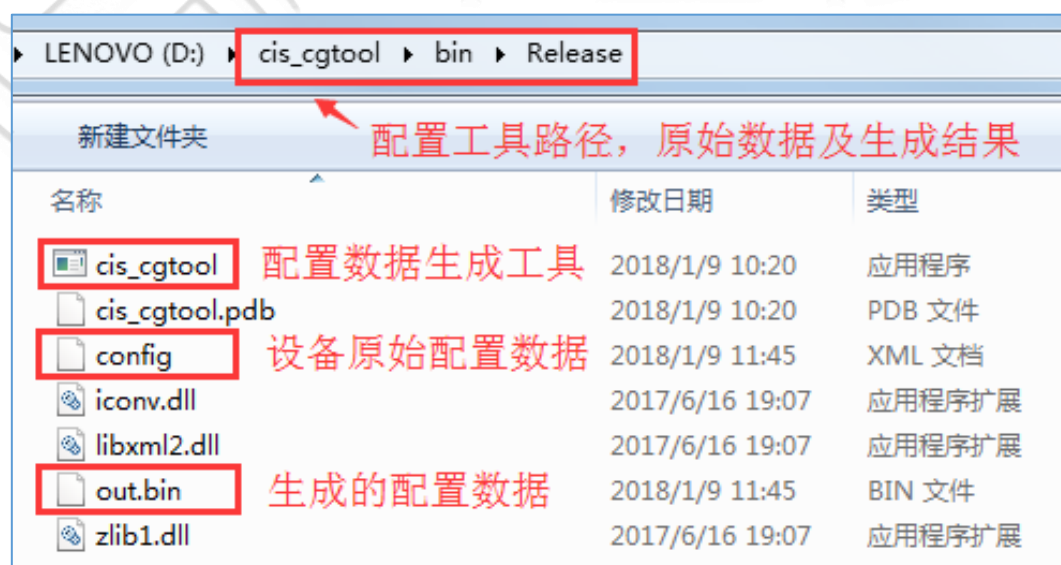 LENOVO (D:) ▸ cis_cgtool ▸ bin ▸ Release
新建文件夹
配置工具路径，原始数据及生成结果
名称 修改日期 类型
cis_cgtool 配置数据生成工具 2018/1/9 10:20 应用程序
cis_cgtool.pdb 2018/1/9 10:20 PDB 文件
config 设备原始配置数据 2018/1/9 11:45 XML 文档
iconv.dll 2017/6/16 19:07 应用程序扩展
libxml2.dll 2017/6/16 19:07 应用程序扩展
out.bin 生成的配置数据 2018/1/9 11:45 BIN 文件
zlib1.dll 2017/6/16 19:07 应用程序扩展